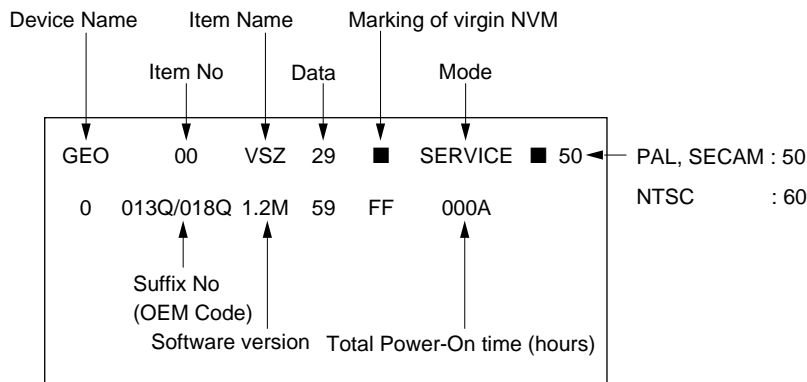 Device Name Item Name Marking of virgin NVM
Item No Data Mode
GEO 00 VSZ 29 ■ SERVICE ■ 50 PAL, SECAM : 50
NTSC : 60
0 013Q/018Q 1.2M 59 FF 000A
Suffix No
(OEM Code)
Software version Total Power-On time (hours)